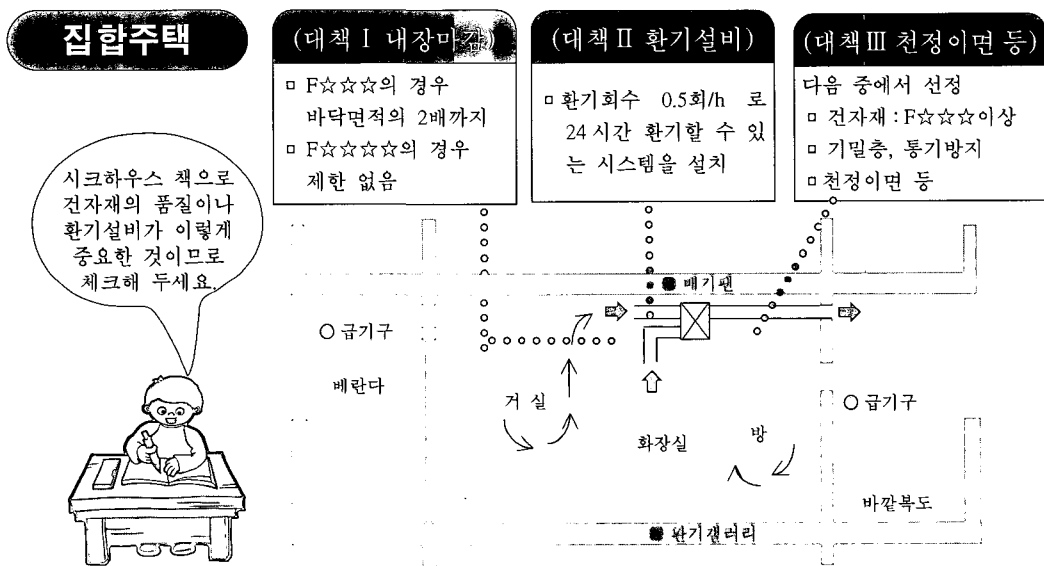 집합주택
(대책 Ⅰ 내장마감)
□ F☆☆☆의 경우
바닥면적의 2배까지
□ F☆☆☆☆의 경우
제한 없음
(대책Ⅱ 환기설비)
□ 환기회수 0.5회/h 로
24시간 환기할 수 있
는 시스템을 설치
(대책Ⅲ 천정이면 등)
다음 중에서 선정
□ 건자재 : F☆☆☆이상
□ 기밀층, 통기방지
□ 천정이면 등
시크하우스 책으로
건자재의 품질이나
환기설비가 이렇게
중요한 것이므로
체크해 두세요.
배기팬
급기구
베란다
거 실
화장실
방
급기구
바깥복도
환기갤러리